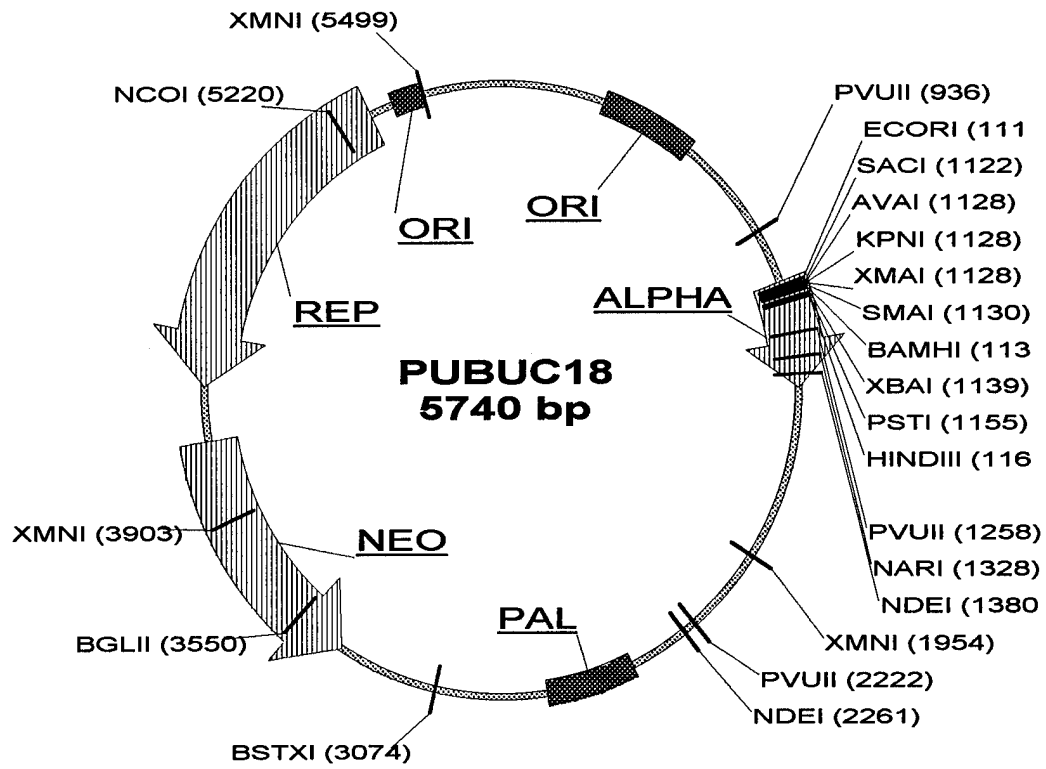 XMNI (5499)
NCOI (5220)
PVUII (936)
ECORI (111
SACI (1122)
AVAI (1128)
KPNI (1128)
XMAI (1128)
SMAI (1130)
BAMHI (113
XBAI (1139)
PSTI (1155)
HINDIII (116
PVUII (1258)
NARI (1328)
NDEI (1380
XMNI (1954)
PVUII (2222)
NDEI (2261)
BSTXI (3074)
BGLII (3550)
XMNI (3903)
ORI
ORI
REP
ALPHA
PUBUC18
5740 bp
NEO
PAL